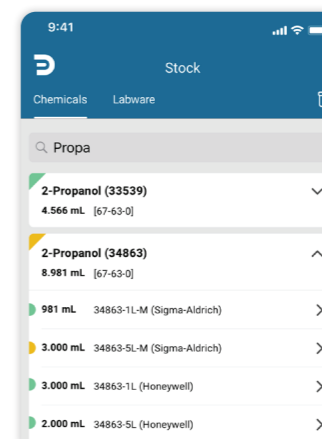 9:41
Stock
Chemicals Labware
Propa
2-Propanol (33539)
4.566 mL [67-63-0]
2-Propanol (34863)
8.981 mL [67-63-0]
981 mL 34863-1L-M (Sigma-Aldrich)
3.000 mL 34863-5L-M (Sigma-Aldrich)
3.000 mL 34863-1L (Honeywell)
2.000 mL 34863-5L (Honeywell)